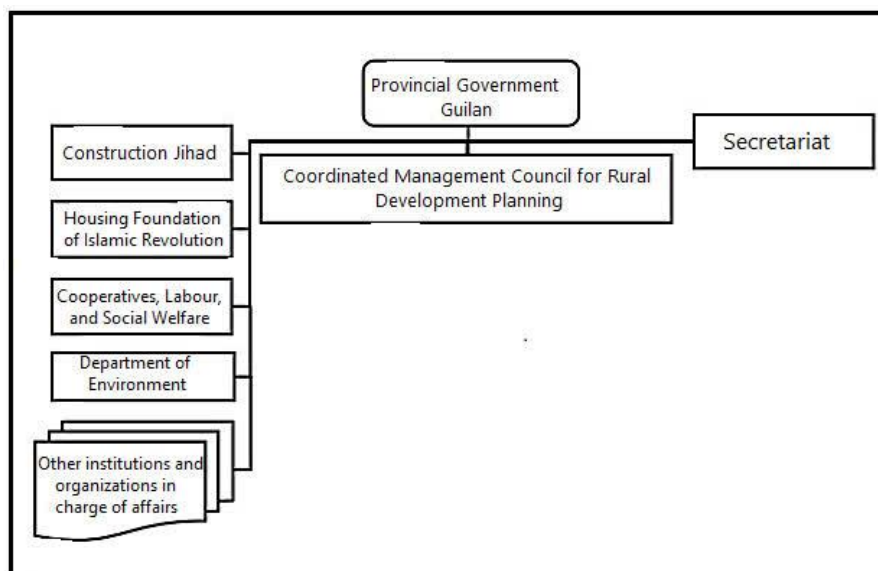 Provincial Government
Guilan
Secretariat
Construction Jihad
Coordinated Management Council for Rural
Development Planning
Housing Foundation
of Islamic Revolution
Cooperatives, Labour,
and Social Welfare
Department of
Environment
Other institutions and
organizations in
charge of affairs